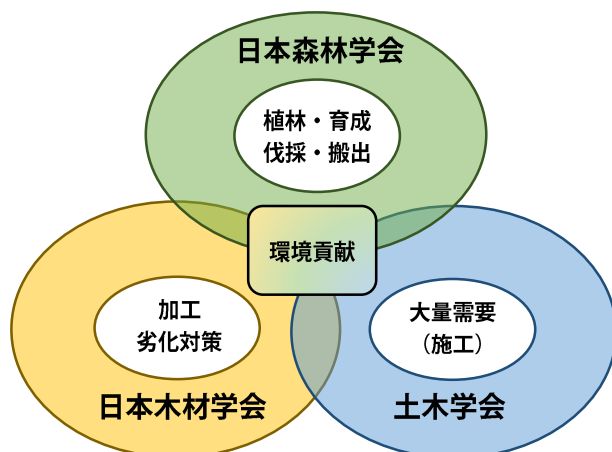 日本森林学会
植林・育成
伐採・搬出
環境貢献
加工
劣化対策
日本木材学会
大量需要
（施工）
土木学会